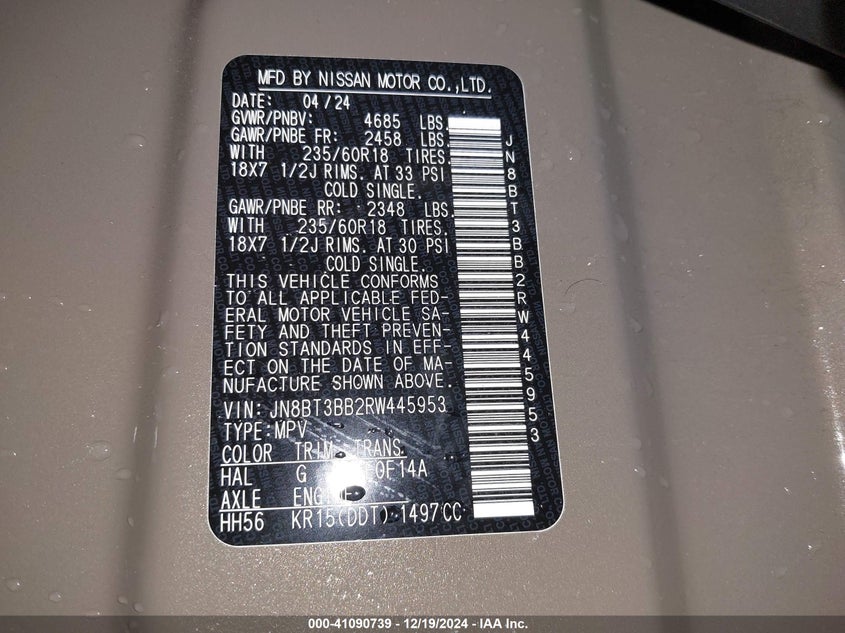 MFD BY NISSAN MOTOR CO.,LTD.
DATE: 04/24
GVWR/PNBV: 4685 LBS.
GAWR/PNBE FR: 2458 LBS.
WITH 235/60R18 TIRES.
18X7 1/2J RIMS. AT 33 PSI
COLD SINGLE.
GAWR/PNBE RR: 2348 LBS.
WITH 235/60R18 TIRES.
18X7 1/2J RIMS. AT 30 PSI
COLD SINGLE.
THIS VEHICLE CONFORMS
TO ALL APPLICABLE FED-
ERAL MOTOR VEHICLE SA-
FETY AND THEFT PREVEN-
TION STANDARDS IN EFF-
ECT ON THE DATE OF MA-
NUFACTURE SHOWN ABOVE.
VIN: JN8BT3BB2RW445953
TYPE: MPV
COLOR TRIM TRANS
HAL G F0F14A
AXLE ENGINE
HH56 KR15(DDT) 1497CC
JN8BT3BB2RW445953
000-41090739 - 12/19/2024 - IAA Inc.